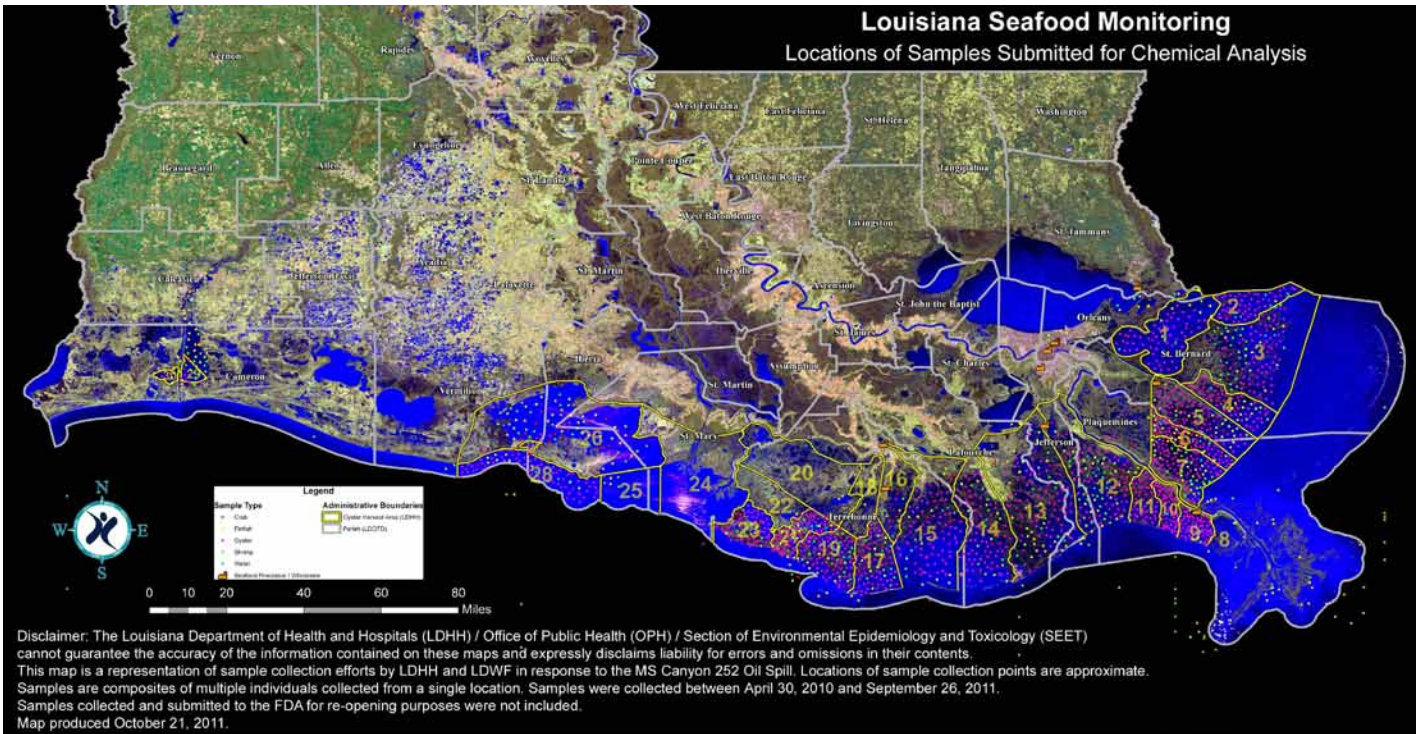 Louisiana Seafood Monitoring
Locations of Samples Submitted for Chemical Analysis
Vernon
Rapides
Avoyelles
West Feliciana
East Feliciana
St. Helena
Washington
Beauregard
Allen
Evangeline
St. Landry
Pointe Coupee
East Baton Rouge
Tangipahoa
West Baton Rouge
Livingston
St. Tammany
Calcasieu
Jefferson Davis
Acadia
Lafayette
St. Martin
Iberville
Ascension
St. John the Baptist
Orleans
St. James
St. Charles
St. Bernard
Cameron
Vermilion
Iberia
St. Martin
Assumption
St. Mary
Lafourche
Jefferson
Plaquemines
Terrebonne
1
2
3
4
5
6
7
8
9
10
11
12
13
14
15
16
17
18
19
20
21
22
23
24
25
26
28
N
W
E
S
Legend
Sample Type
Crab
Finfish
Oyster
Shrimp
Water
Administrative Boundaries
Oyster Harvest Area (LDHH)
Parish (LDOTD)
0 10 20 40 60 80
Miles
Disclaimer: The Louisiana Department of Health and Hospitals (LDHH) / Office of Public Health (OPH) / Section of Environmental Epidemiology and Toxicology (SEET)
cannot guarantee the accuracy of the information contained on these maps and expressly disclaims liability for errors and omissions in their contents.
This map is a representation of sample collection efforts by LDHH and LDWF in response to the MS Canyon 252 Oil Spill. Locations of sample collection points are approximate.
Samples are composites of multiple individuals collected from a single location. Samples were collected between April 30, 2010 and September 26, 2011.
Samples collected and submitted to the FDA for re-opening purposes were not included.
Map produced October 21, 2011.